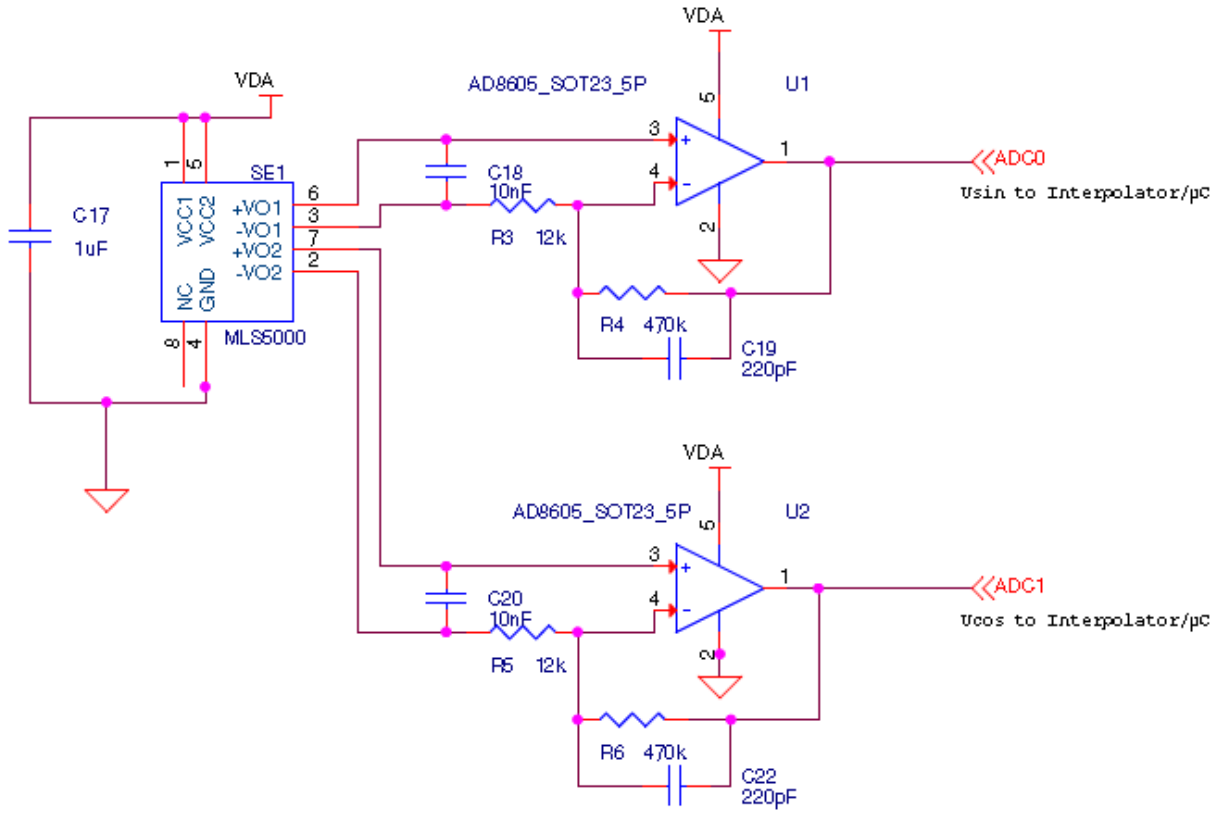 VDA
AD8605_SOT23_5P
U1
5
3
+
4
-
1
2
ADC0
Usin to Interpolator/µC
VDA
SE1
1
5
VCC1
VCC2
+VO1
-VO1
+VO2
-VO2
6
3
7
2
NC
GND
8
4
MLS5000
C17
1uF
C18
10nF
R3 12k
R4 470k
C19
220pF
VDA
AD8605_SOT23_5P
U2
5
3
+
4
-
1
2
ADC1
Ucos to Interpolator/µC
C20
10nF
R5 12k
R6 470k
C22
220pF